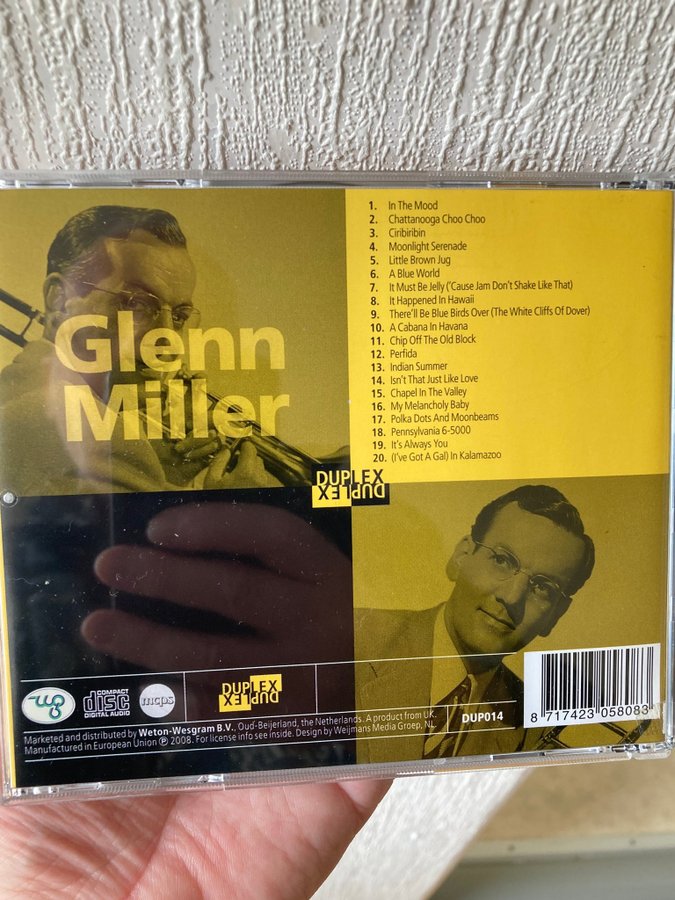 Glenn
Miller
1. In The Mood
2. Chattanooga Choo Choo
3. Ciribiribin
4. Moonlight Serenade
5. Little Brown Jug
6. A Blue World
7. It Must Be Jelly ('Cause Jam Don't Shake Like That)
8. It Happened In Hawaii
9. There'll Be Blue Birds Over (The White Cliffs Of Dover)
10. A Cabana In Havana
11. Chip Off The Old Block
12. Perfida
13. Indian Summer
14. Isn't That Just Like Love
15. Chapel In The Valley
16. My Melancholy Baby
17. Polka Dots And Moonbeams
18. Pennsylvania 6-5000
19. It's Always You
20. (I've Got A Gal) In Kalamazoo
DUPLEX
DUPLEX
wg
COMPACT
disc
DIGITAL AUDIO
mcps
DUPLEX
DUPLEX
DUP014
8 717423 058083
Marketed and distributed by Weton-Wesgram B.V., Oud-Beijerland, the Netherlands. A product from UK.
Manufactured in European Union ℗ 2008. For license info see inside. Design by Weijmans Media Groep, NL.